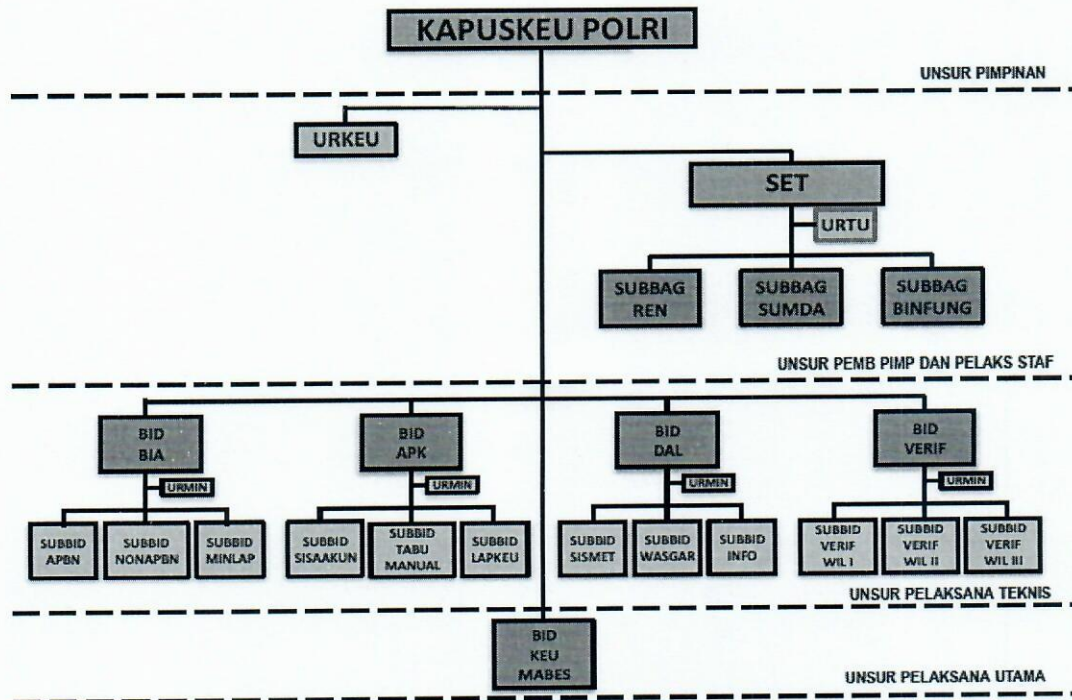 KAPUSKEU POLRI
UNSUR PIMPINAN
URKEU
SET
URTU
SUBBAG
REN
SUBBAG
SUMDA
SUBBAG
BINFUNG
UNSUR PEMB PIMP DAN PELAKS STAF
BID
BIA
URMIN
SUBBID
APBN
SUBBID
NONAPBN
SUBBID
MINLAP
BID
APK
URMIN
SUBBID
SISAAKUN
SUBBID
TABU
MANUAL
SUBBID
LAPKEU
BID
DAL
URMIN
SUBBID
SISMET
SUBBID
WASGAR
SUBBID
INFO
BID
VERIF
URMIN
SUBBID
VERIF
WIL I
SUBBID
VERIF
WIL II
SUBBID
VERIF
WIL III
UNSUR PELAKSANA TEKNIS
BID
KEU
MABES
UNSUR PELAKSANA UTAMA